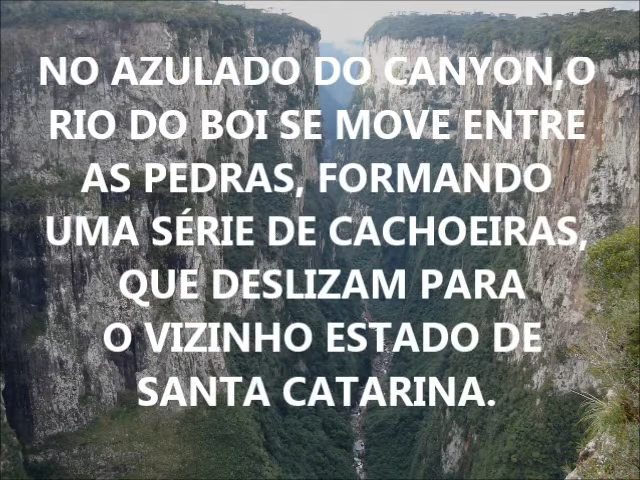 NO AZULADO DO CANYON,O
RIO DO BOI SE MOVE ENTRE
AS PEDRAS, FORMANDO
UMA SÉRIE DE CACHOEIRAS,
QUE DESLIZAM PARA
O VIZINHO ESTADO DE
SANTA CATARINA.